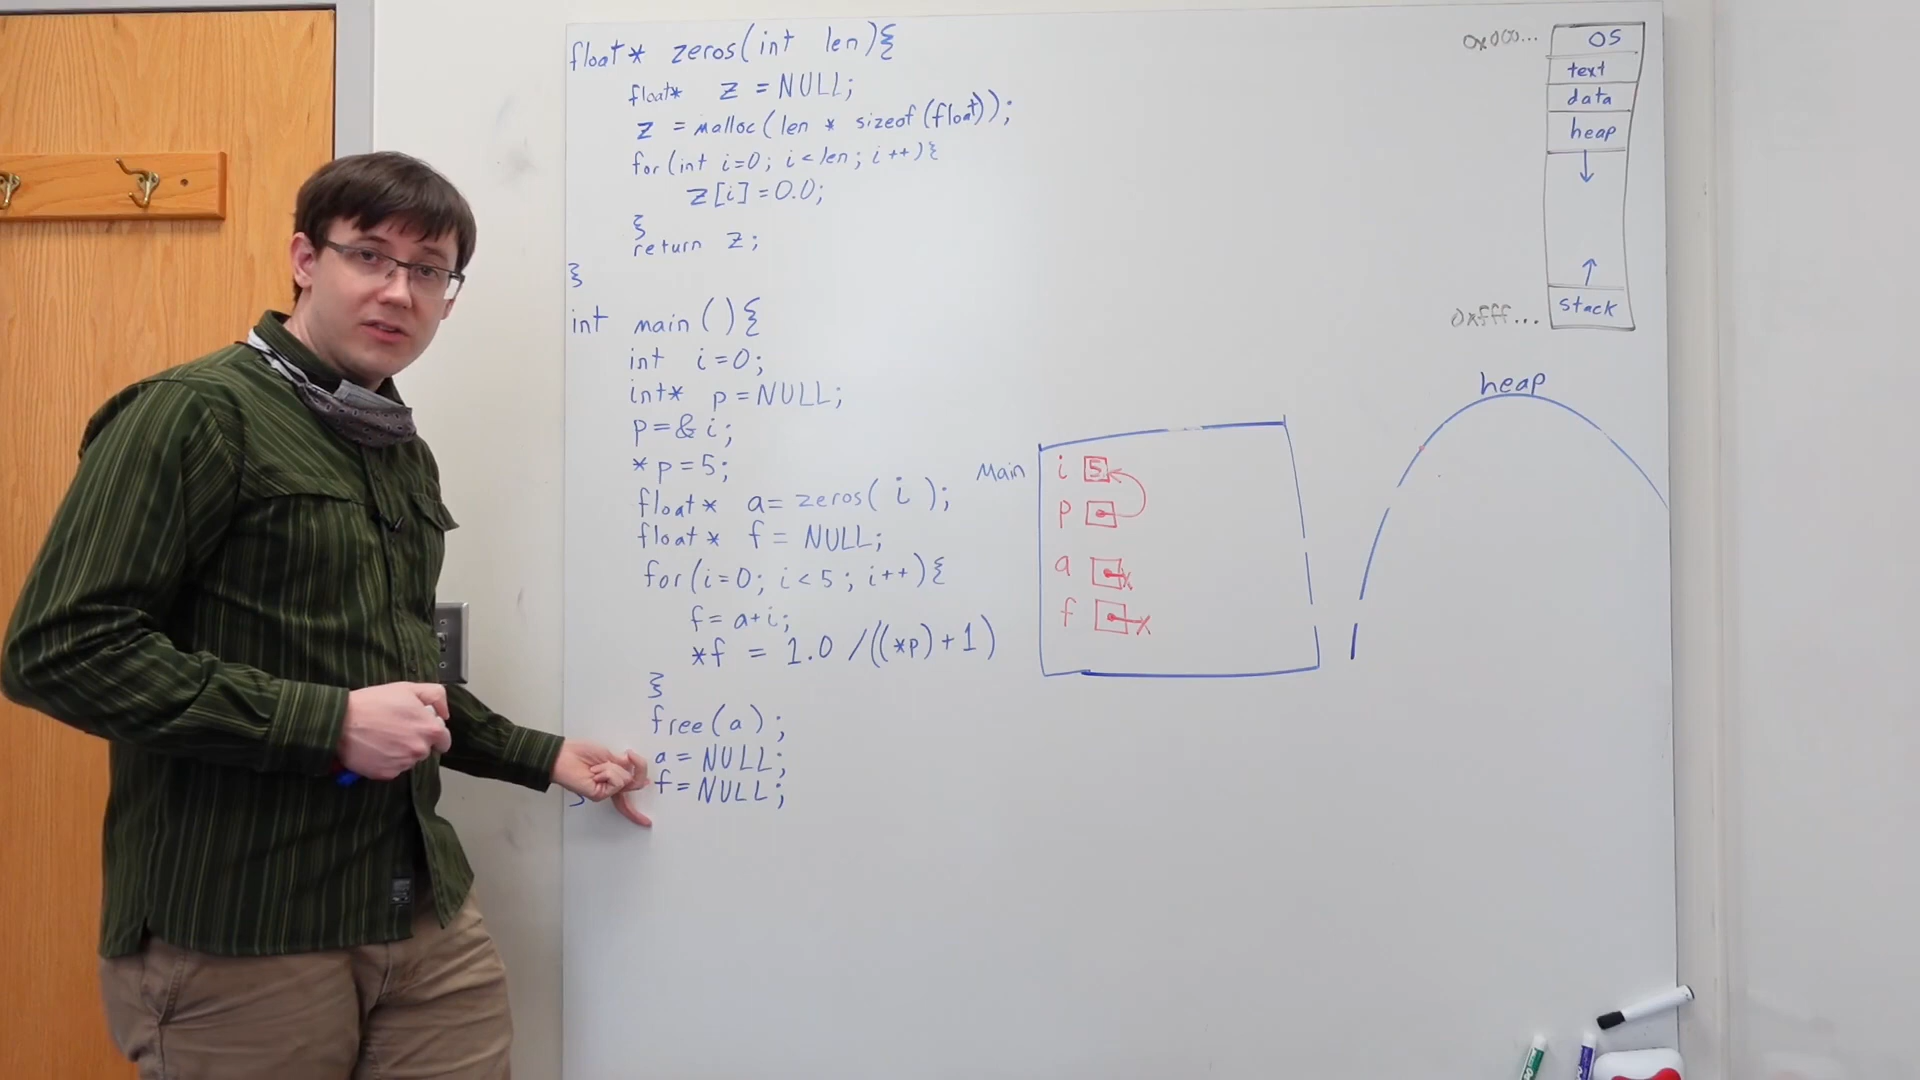 float* zeros(int len){
float* z = NULL;
z = malloc(len * sizeof(float));
for(int i=0; i<len; i++){
z[i]=0.0;
}
return z;
}
int main(){
int i=0;
int* p=NULL;
p=&i;
*p=5;
float* a=zeros(i);
float* f= NULL;
for(i=0; i<5; i++){
f=a+i;
*f = 1.0/((*p)+1)
}
free(a);
a=NULL;
f=NULL;
}
Main
i 5
p
a x
f x
0x000...
OS
text
data
heap
stack
0xfff...
heap